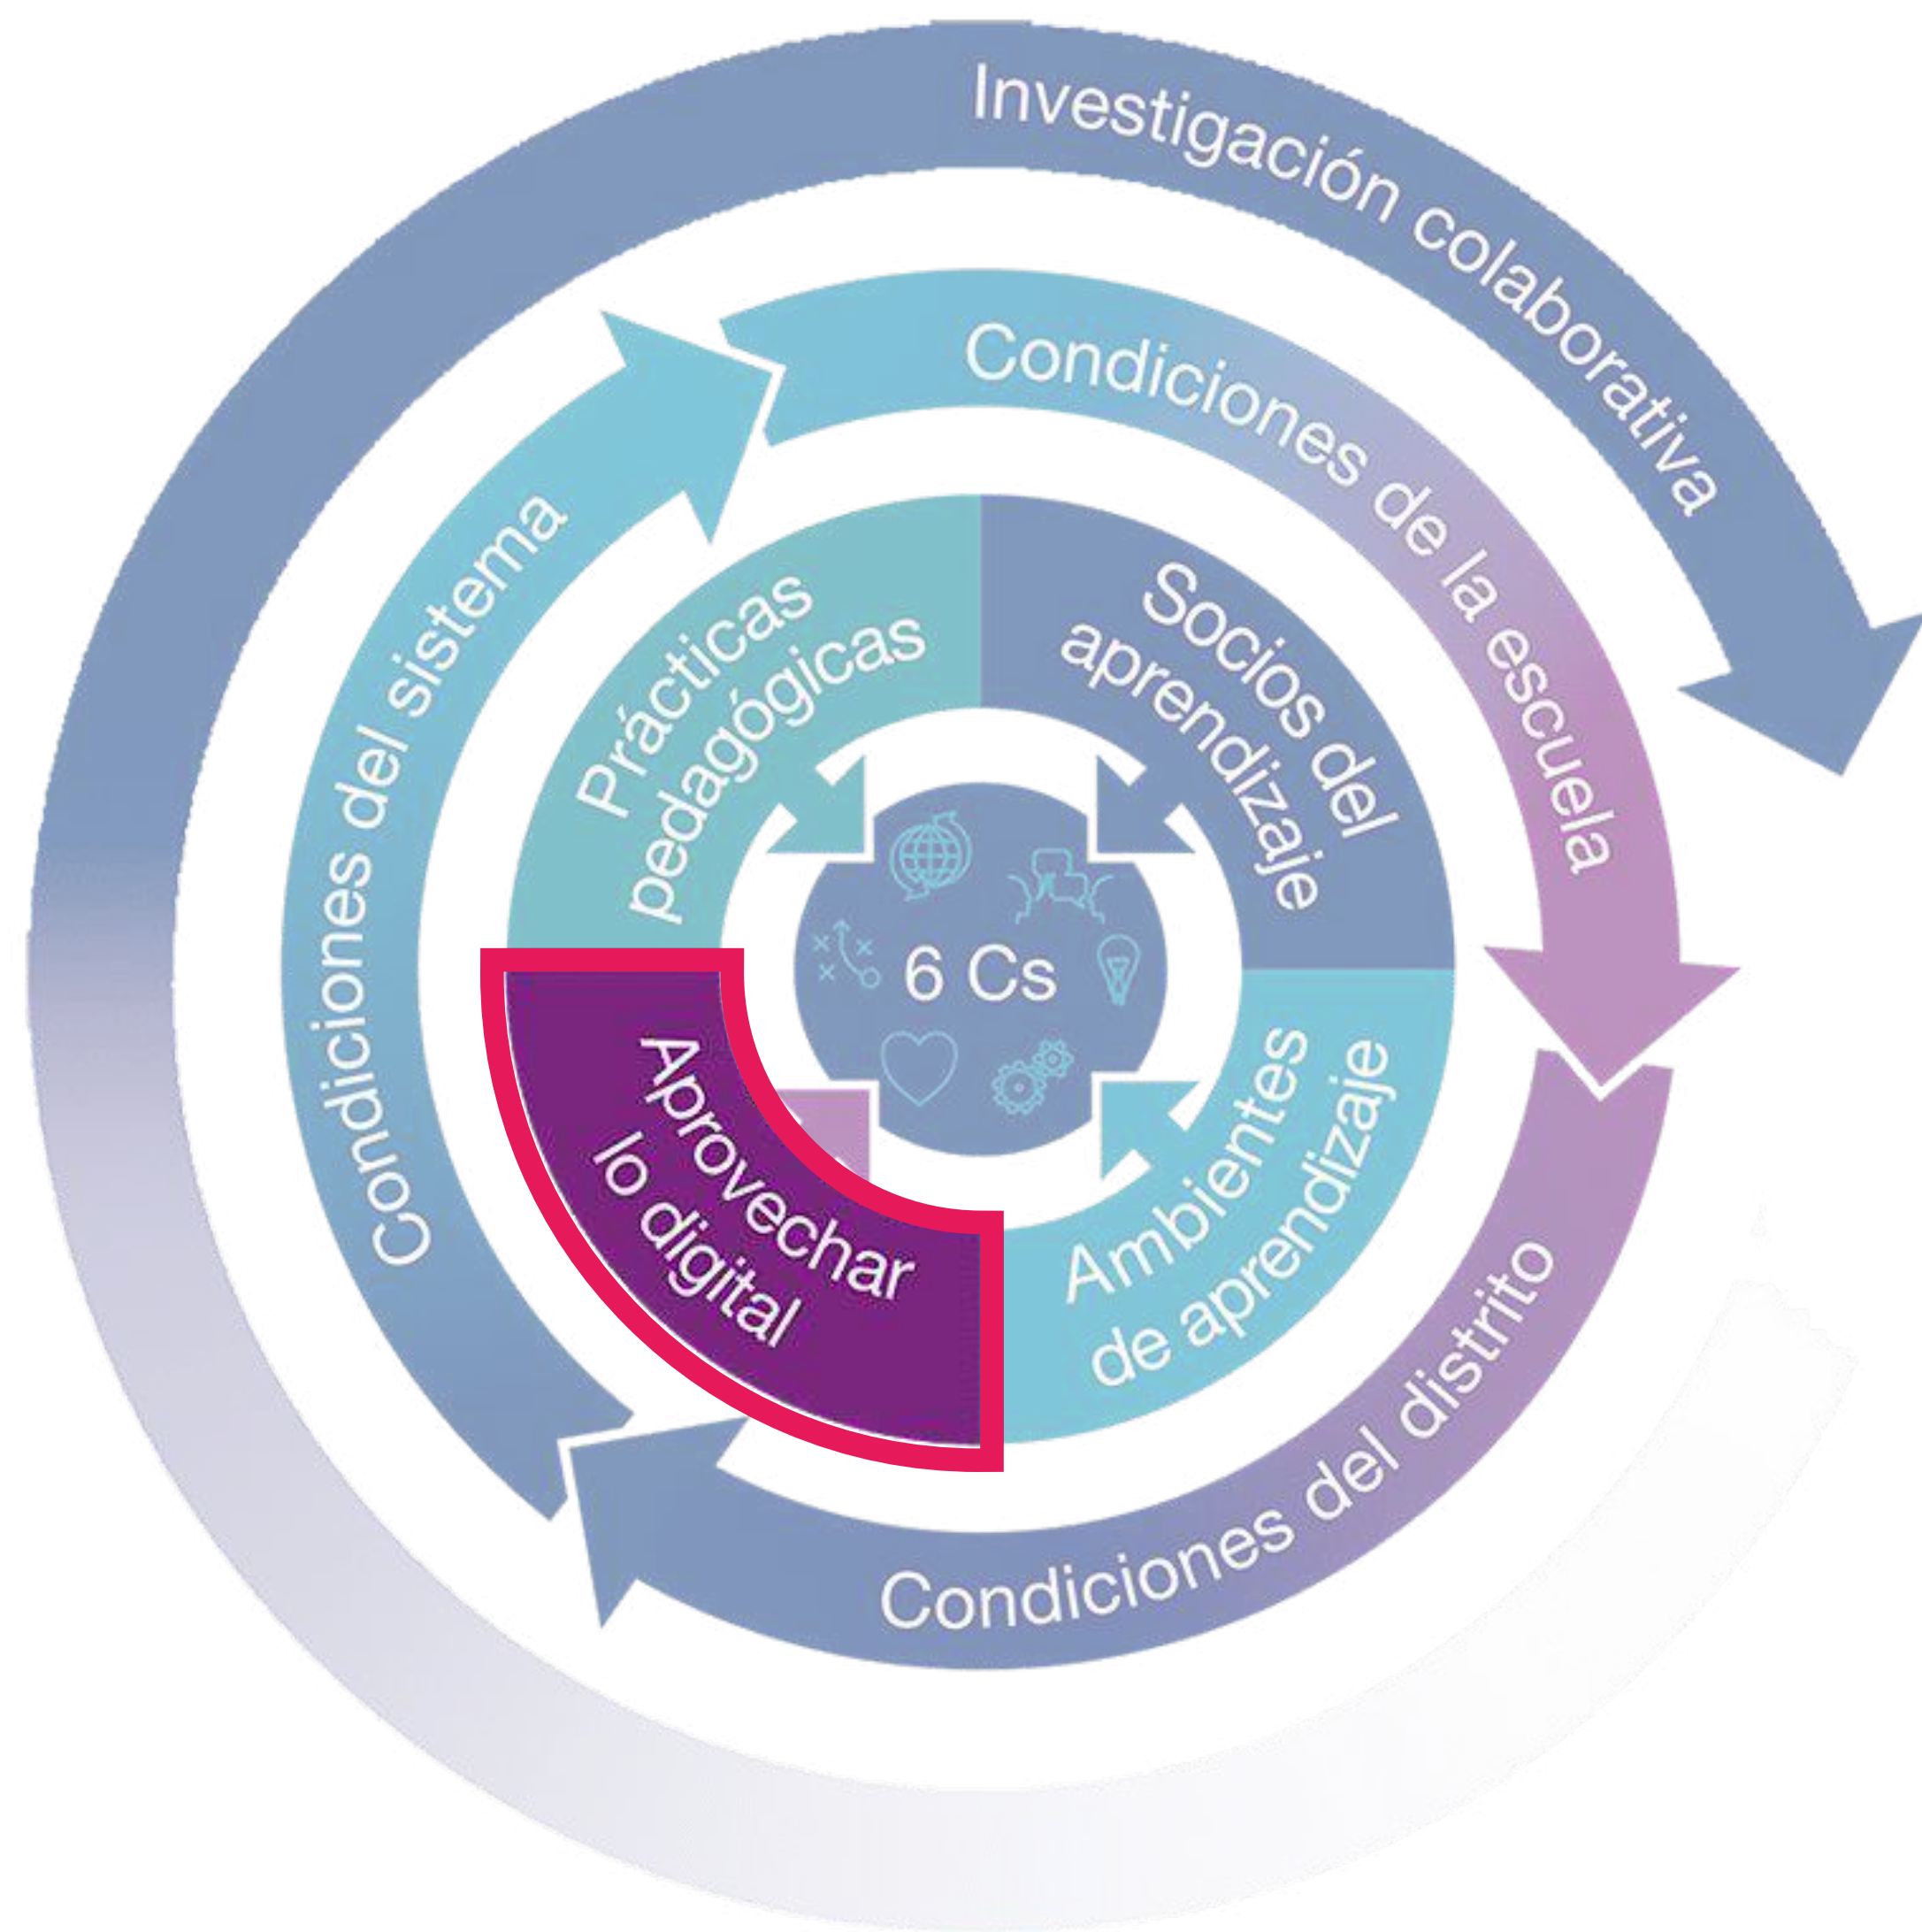 Investigación colaborativa
Condiciones de la escuela
Condiciones del sistema
Prácticas
pedagógicas
Socios del
aprendizaje
6 Cs
Aprovechar
lo digital
Ambientes
de aprendizaje
Condiciones del distrito